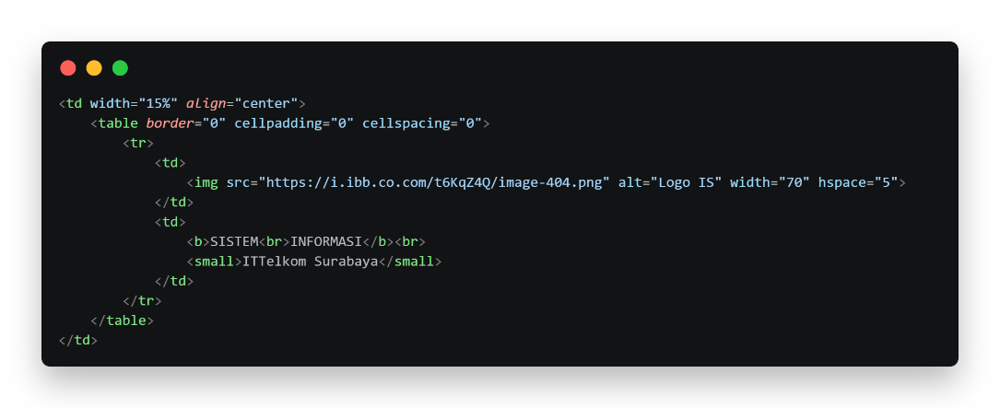 <td width="15%" align="center">
    <table border="0" cellpadding="0" cellspacing="0">
        <tr>
            <td>
                <img src="https://i.ibb.co.com/t6KqZ4Q/image-404.png" alt="Logo IS" width="70" hspace="5">
            </td>
            <td>
                <b>SISTEM<br>INFORMASI</b><br>
                <small>ITTelkom Surabaya</small>
            </td>
        </tr>
    </table>
</td>